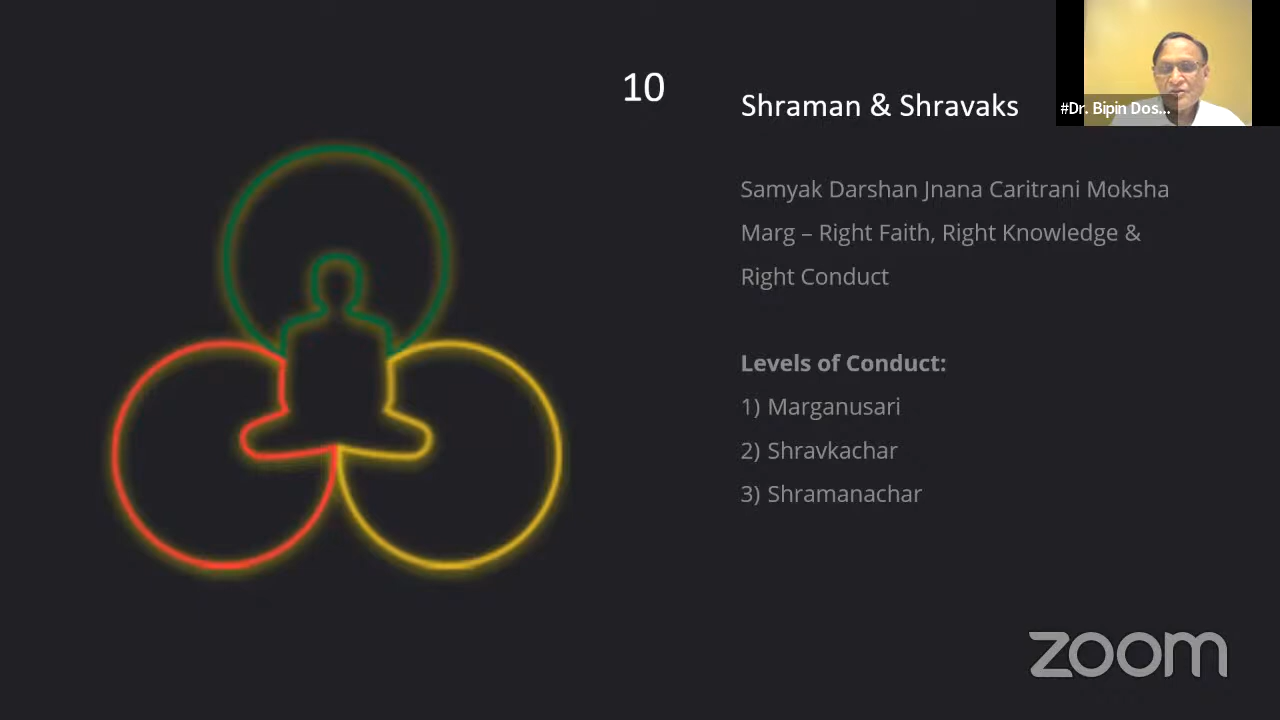 10
Shraman & Shravaks
#Dr. Bipin Dos...
Samyak Darshan Jnana Caritrani Moksha
Marg – Right Faith, Right Knowledge &
Right Conduct
Levels of Conduct:
1) Marganusari
2) Shravkachar
3) Shramanachar
zoom